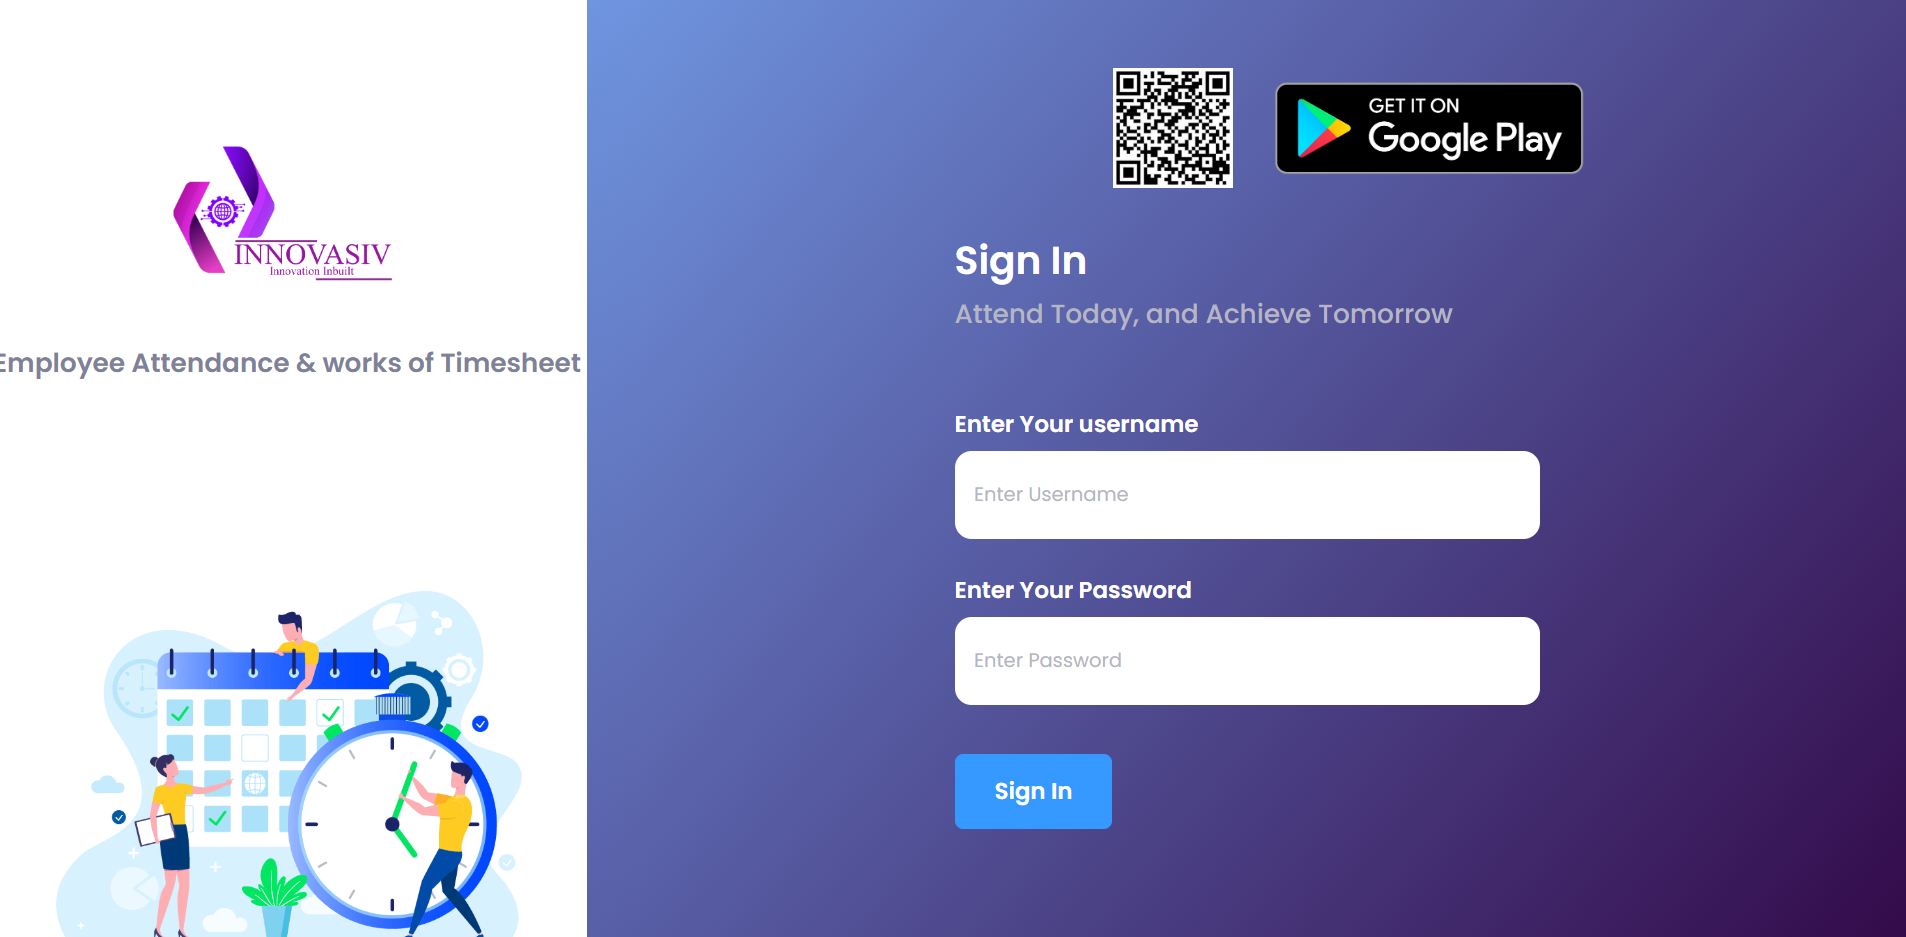 INNOVASIV
Innovation Inbuilt
Employee Attendance & works of Timesheet
GET IT ON
Google Play
Sign In
Attend Today, and Achieve Tomorrow
Enter Your username
Enter Username
Enter Your Password
Enter Password
Sign In